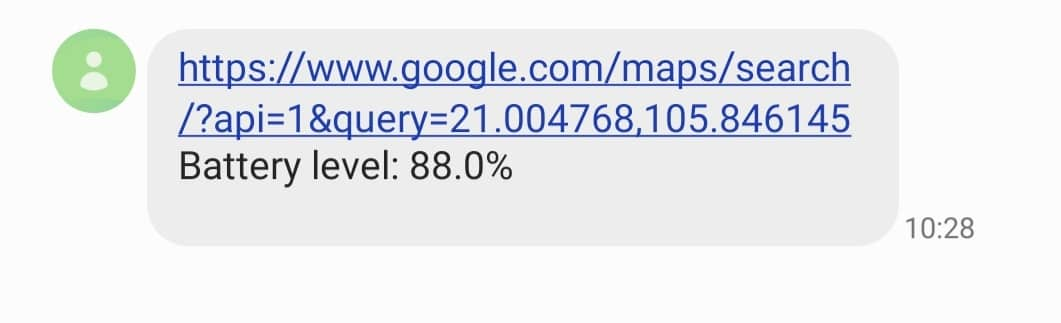 https://www.google.com/maps/search
/?api=1&query=21.004768,105.846145
Battery level: 88.0%
10:28